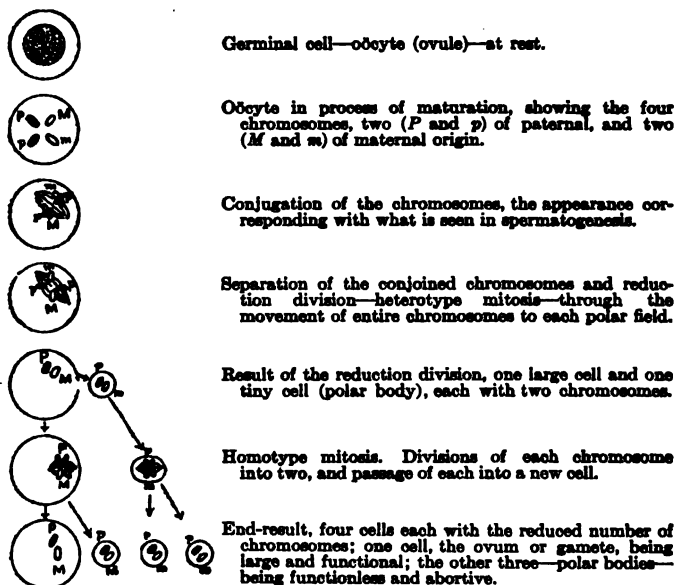 Germinal cell—oöcyte (ovule)—at rest.
P M
p m
Oöcyte in process of maturation, showing the four
chromosomes, two (P and p) of paternal, and two
(M and m) of maternal origin.
M
Conjugation of the chromosomes, the appearance cor-
responding with what is seen in spermatogenesis.
M
Separation of the conjoined chromosomes and reduc-
tion division—heterotype mitosis—through the
movement of entire chromosomes to each polar field.
P M
P m
Result of the reduction division, one large cell and one
tiny cell (polar body), each with two chromosomes.
P
M
Homotype mitosis. Divisions of each chromosome
into two, and passage of each into a new cell.
P
M
End-result, four cells each with the reduced number of
chromosomes; one cell, the ovum or gamete, being
large and functional; the other three—polar bodies—
being functionless and abortive.